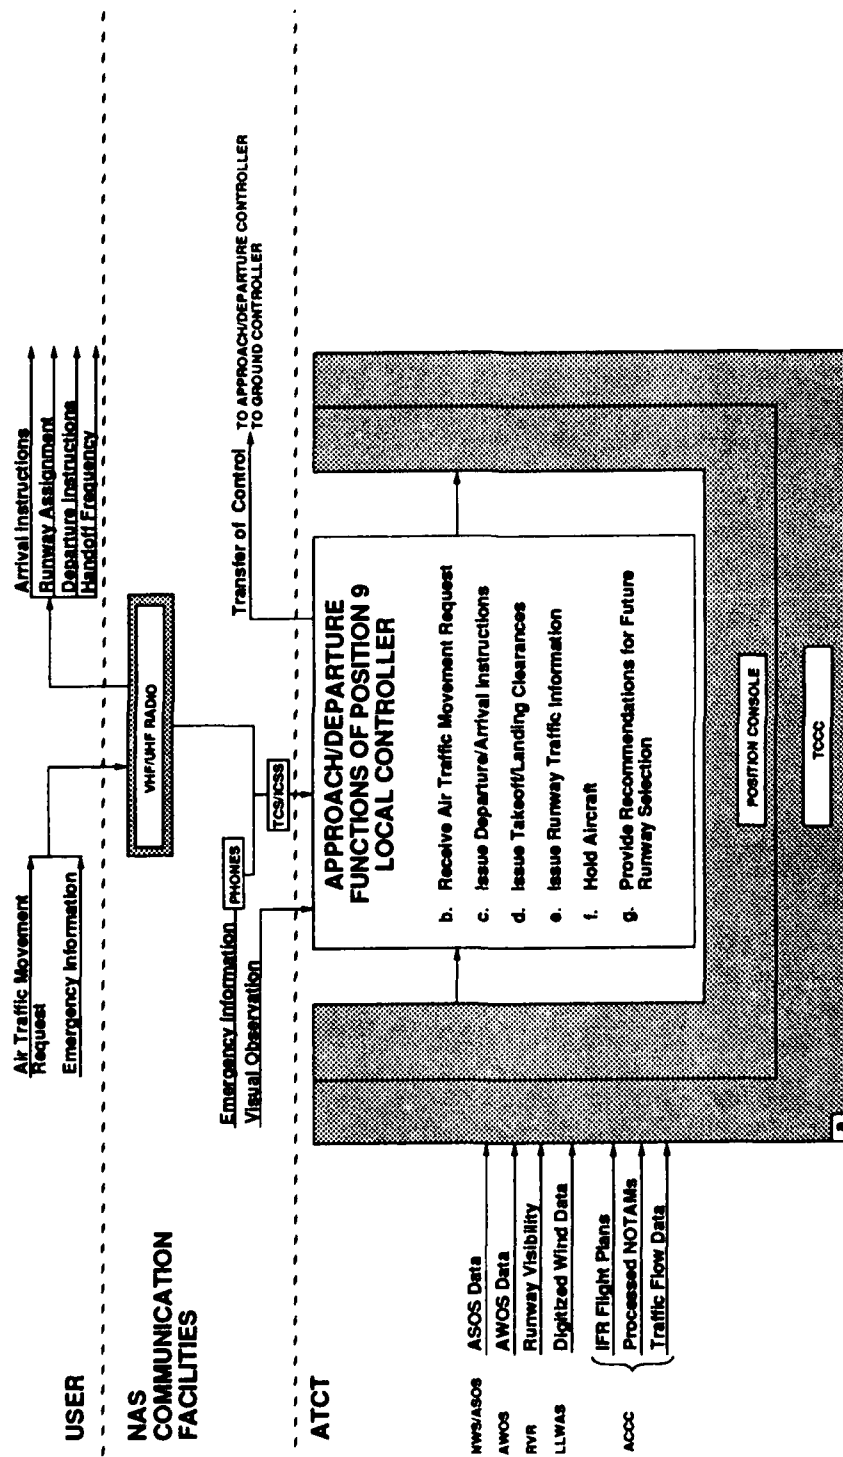 USER
Air Traffic Movement
Request
Emergency Information
Arrival Instructions
Runway Assignment
Departure Instructions
Handoff Frequency
NAS
COMMUNICATION
FACILITIES
VHF/UHF RADIO
Emergency Information
PHONES
Visual Observation
TCS/ICSS
Transfer of Control
TO APPROACH/DEPARTURE CONTROLLER
TO GROUND CONTROLLER
ATCT
APPROACH/DEPARTURE
FUNCTIONS OF POSITION 9
LOCAL CONTROLLER
b. Receive Air Traffic Movement Request
c. Issue Departure/Arrival Instructions
d. Issue Takeoff/Landing Clearances
e. Issue Runway Traffic Information
f. Hold Aircraft
g. Provide Recommendations for Future
Runway Selection
NWS/ASOS ASOS Data
AWOS AWOS Data
RVR Runway Visibility
LLWAS Digitized Wind Data
ACCC
IFR Flight Plans
Processed NOTAMs
Traffic Flow Data
POSITION CONSOLE
TCCC
a